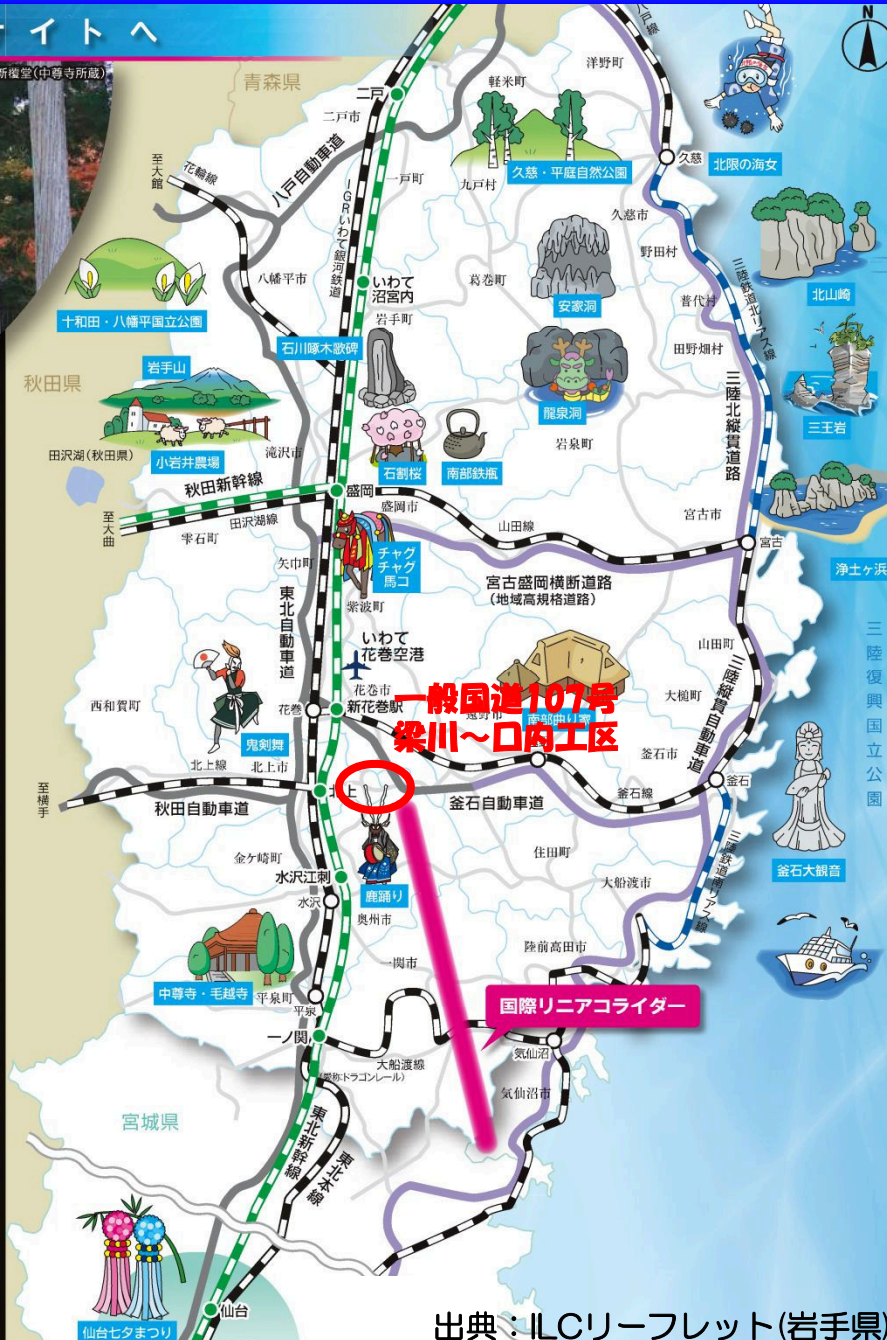 イトへ
新覆堂(中尊寺所蔵)
N
青森県
八戸線
洋野町
軽米町
二戸
二戸市
久慈
北限の海女
至大館
花輪線
八戸自動車道
一戸町
九戸村
久慈・平庭自然公園
IGRいわて銀河鉄道
久慈市
野田村
八幡平市
いわて
沼宮内
葛巻町
安家洞
普代村
三陸鉄道北リアス線
北山崎
十和田・八幡平国立公園
岩手町
石川啄木歌碑
田野畑村
秋田県
岩手山
龍泉洞
三陸北縦貫道路
三王岩
田沢湖(秋田県)
小岩井農場
滝沢市
石割桜
南部鉄瓶
岩泉町
秋田新幹線
盛岡
盛岡市
至大曲
田沢湖線
雫石町
山田線
宮古市
宮古
浄土ヶ浜
矢巾町
チャグ
チャグ
馬コ
宮古盛岡横断道路
(地域高規格道路)
東北自動車道
紫波町
いわて
花巻空港
山田町
三陸復興国立公園
西和賀町
花巻市
花巻
新花巻駅
一般国道107号
梁川～口内工区
南部曲り家
大槌町
三陸縦貫自動車道
鬼剣舞
釜石市
北上線
北上市
至横手
秋田自動車道
北上
釜石自動車道
釜石線
釜石
金ケ崎町
住田町
三陸鉄道南リアス線
釜石大観音
水沢江刺
水沢
鹿踊り
奥州市
大船渡市
中尊寺・毛越寺
平泉町
平泉
一関市
陸前高田市
国際リニアコライダー
一ノ関
大船渡線
(愛称:ドラゴンレール)
気仙沼
気仙沼市
宮城県
東北新幹線
東北本線
仙台
仙台七夕まつり
出典：ILCリーフレット(岩手県)